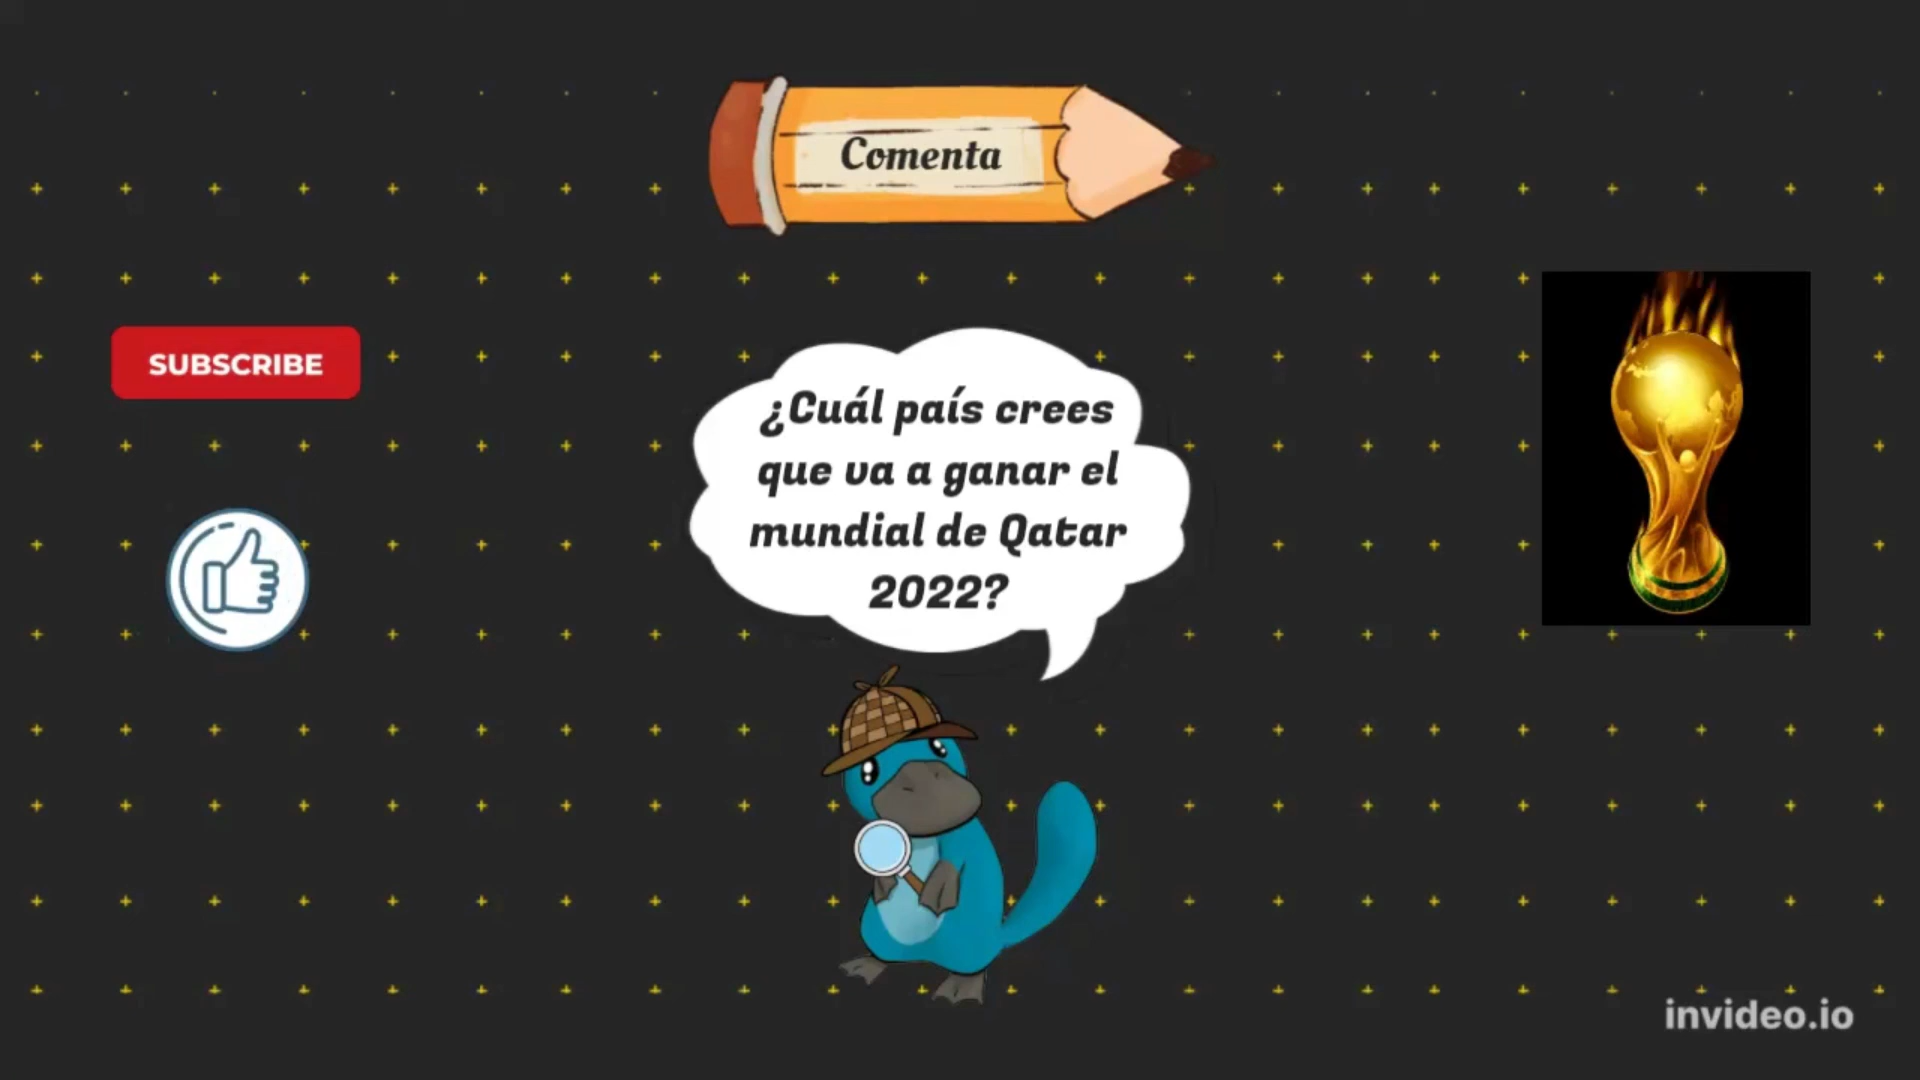 Comenta
SUBSCRIBE
¿Cuál país crees
que va a ganar el
mundial de Qatar
2022?
invideo.io